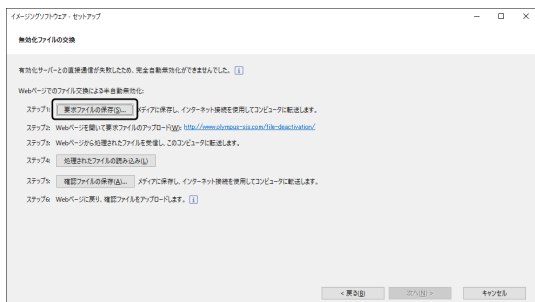 イメージングソフトウェア - セットアップ
無効化ファイルの交換
有効化サーバーとの直接通信が失敗したため、完全自動無効化ができませんでした。 i
Webページでのファイル交換による半自動無効化:
ステップ1: 要求ファイルの保存(S)... メディアに保存し、インターネット接続を使用してコンピュータに転送します。
ステップ2: Webページを開いて要求ファイルのアップロード(W): http://www.olympus-sis.com/file-deactivation/
ステップ3: Webページから処理されたファイルを受信し、このコンピュータに転送します。
ステップ4: 処理されたファイルの読み込み(L)
ステップ5: 確認ファイルの保存(A)... メディアに保存し、インターネット接続を使用してコンピュータに転送します。
ステップ6: Webページに戻り、確認ファイルをアップロードします。 i
< 戻る(B) 次へ(N) > キャンセル